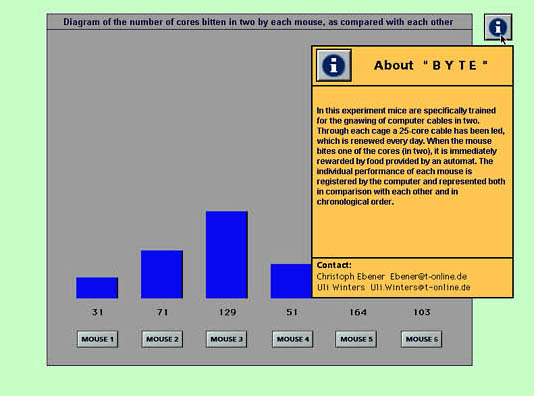 Diagram of the number of cores bitten in two by each mouse, as compared with each other
About "BYTE"
In this experiment mice are specifically trained
for the gnawing of computer cables in two.
Through each cage a 25-core cable has been led,
which is renewed every day. When the mouse
bites one of the cores (in two), it is immediately
rewarded by food provided by an automat. The
individual performance of each mouse is
registered by the computer and represented both
in comparison with each other and in
chronological order.
Contact:
Christoph Ebener Ebener@t-online.de
Uli Winters Uli.Winters@t-online.de
31 71 129 51 164 103
MOUSE 1 MOUSE 2 MOUSE 3 MOUSE 4 MOUSE 5 MOUSE 6